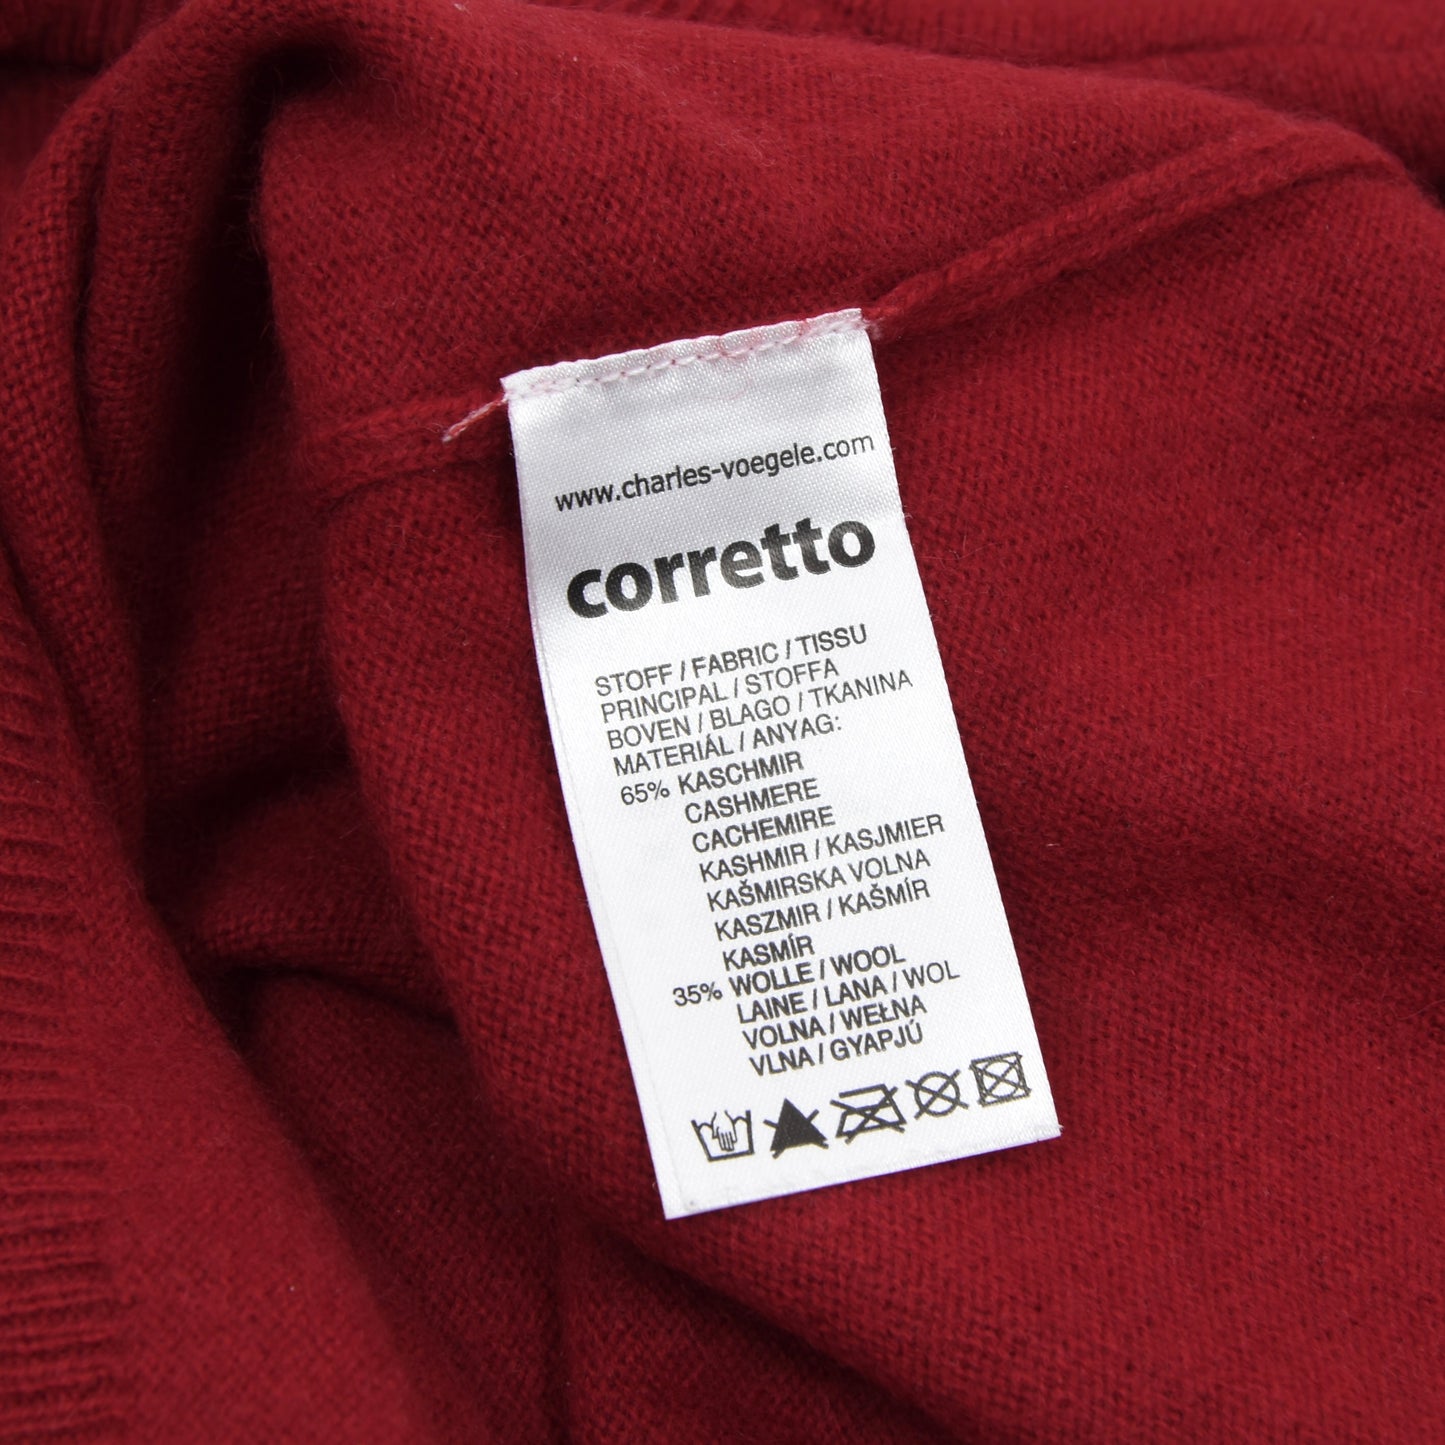 www.charles-voegele.com
corretto
STOFF / FABRIC / TISSU
PRINCIPAL / STOFFA
BOVEN / BLAGO / TKANINA
MATERIÁL / ANYAG:
65% KASCHMIR
CASHMERE
CACHEMIRE
KASHMIR / KASJMIER
KAŠMIRSKA VOLNA
KASZMIR / KAŠMÍR
KASMÍR
35% WOLLE / WOOL
LAINE / LANA / WOL
VOLNA / WEŁNA
VLNA / GYAPJÚ